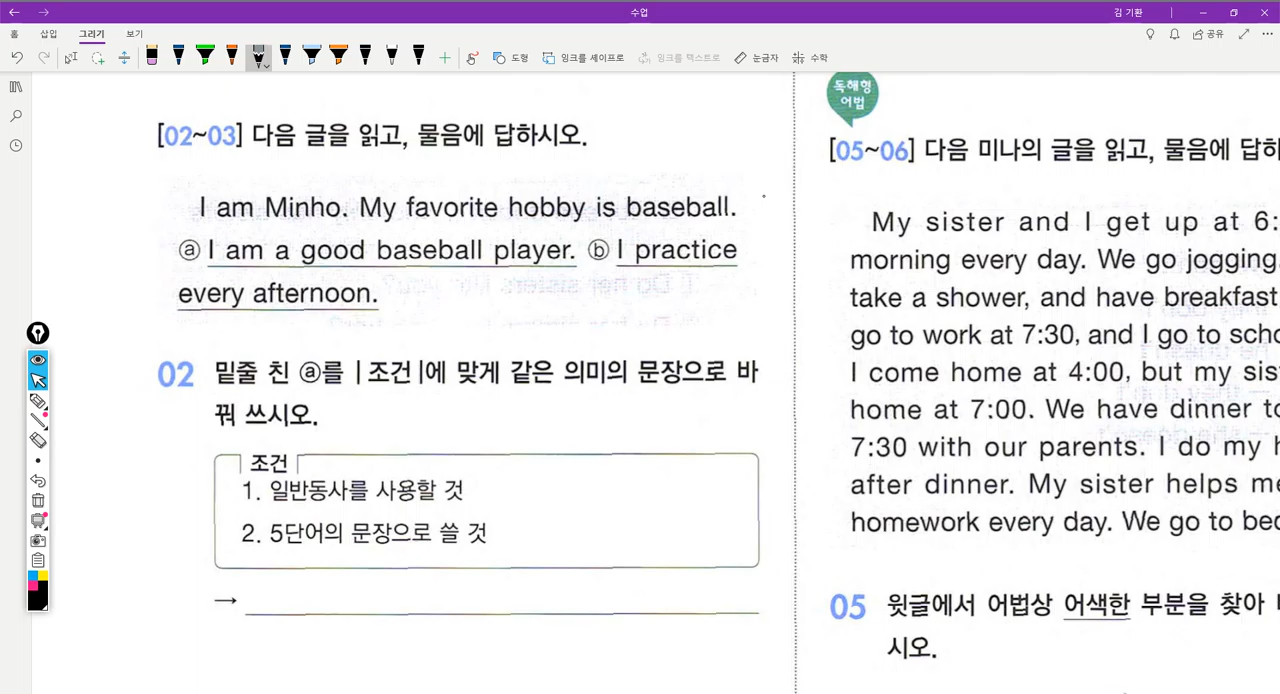 수업
김 기환
홈 삽입 그리기 보기
공유
도형
잉크를 셰이프로
잉크를 텍스트로
눈금자
수학
[02~03] 다음 글을 읽고, 물음에 답하시오.
I am Minho. My favorite hobby is baseball.
ⓐ I am a good baseball player. ⓑ I practice
every afternoon.
02 밑줄 친 ⓐ를 |조건|에 맞게 같은 의미의 문장으로 바
꿔 쓰시오.
조건
1. 일반동사를 사용할 것
2. 5단어의 문장으로 쓸 것
→
독해형
어법
[05~06] 다음 미나의 글을 읽고, 물음에 답하
My sister and I get up at 6:
morning every day. We go jogging,
take a shower, and have breakfast
go to work at 7:30, and I go to scho
I come home at 4:00, but my sis
home at 7:00. We have dinner to
7:30 with our parents. I do my h
after dinner. My sister helps me
homework every day. We go to bed
05 윗글에서 어법상 어색한 부분을 찾아
시오.